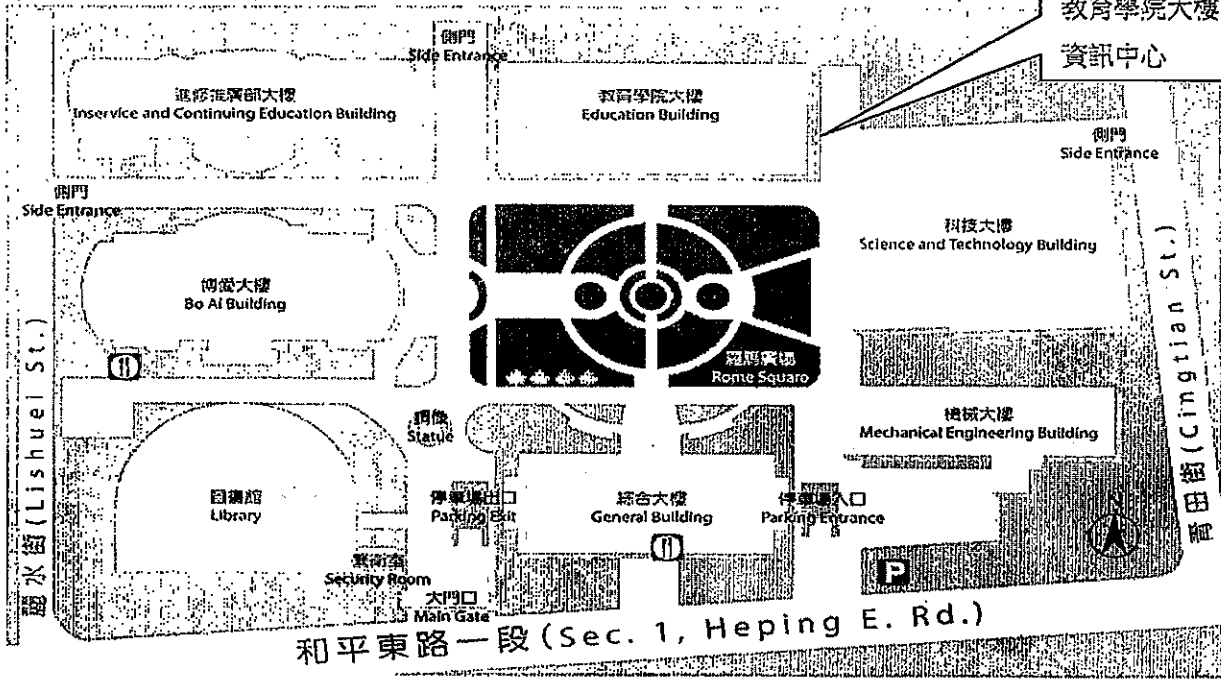 教育學院大樓
資訊中心
側門
Side Entrance
進修推廣部大樓
Inservice and Continuing Education Building
教育學院大樓
Education Building
側門
Side Entrance
側門
Side Entrance
科技大樓
Science and Technology Building
博愛大樓
Bo Ai Building
羅馬廣場
Rome Square
機械大樓
Mechanical Engineering Building
銅像
Statue
圖書館
Library
停車場出口
Parking Exit
綜合大樓
General Building
停車場入口
Parking Entrance
Security Room
大門口
Main Gate
P
N
麗水街(Lishuei St.)
青田街(Cingtian St.)
和平東路一段(Sec. 1, Heping E. Rd.)